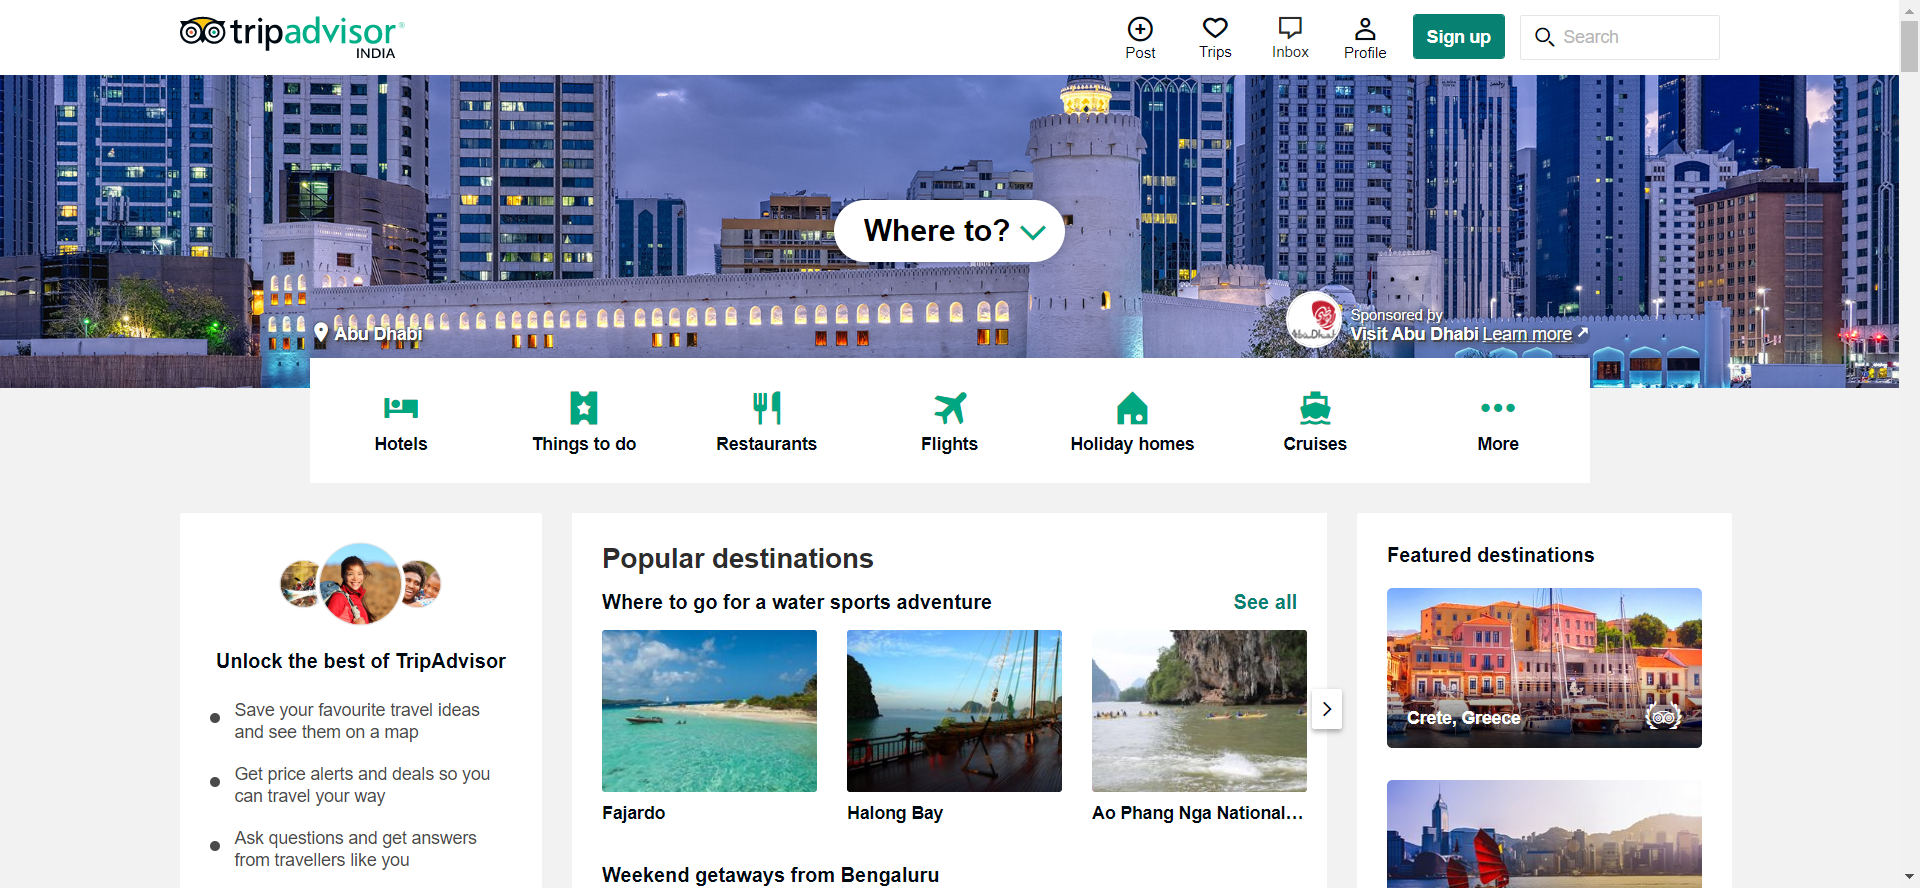 tripadvisor®
INDIA
Post
Trips
Inbox
Profile
Sign up
Search
Where to?
Abu Dhabi
Sponsored by
Visit Abu Dhabi Learn more
Hotels
Things to do
Restaurants
Flights
Holiday homes
Cruises
More
Unlock the best of TripAdvisor
Save your favourite travel ideas
and see them on a map
Get price alerts and deals so you
can travel your way
Ask questions and get answers
from travellers like you
Popular destinations
Where to go for a water sports adventure
See all
Fajardo
Halong Bay
Ao Phang Nga National...
Weekend getaways from Bengaluru
Featured destinations
Crete, Greece